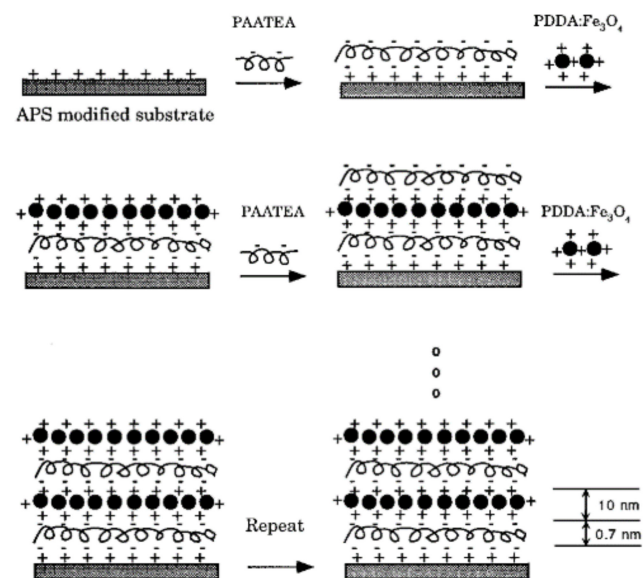 PAATEA
PDDA:Fe₃O₄
APS modified substrate
PAATEA
PDDA:Fe₃O₄
Repeat
10 nm
0.7 nm